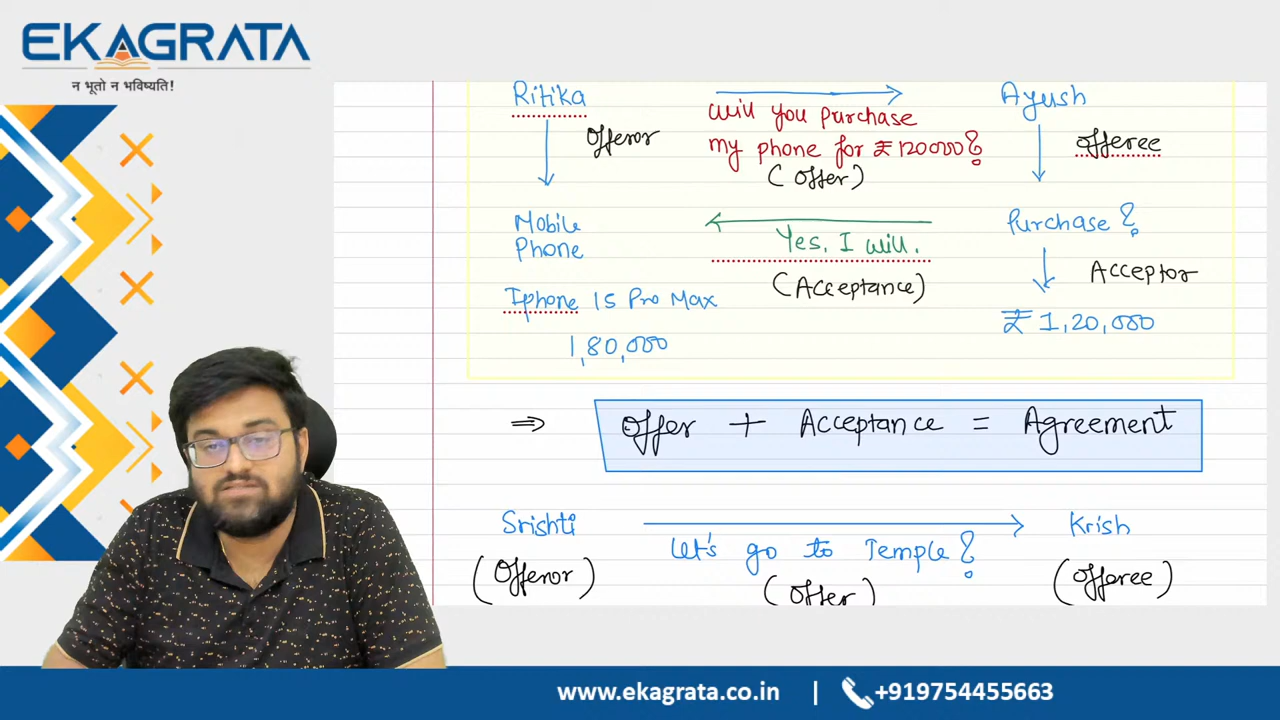 EKAGRATA
न भूतो न भविष्यति!
Ritika
Ayush
Offeror
will you purchase
my phone for ₹ 120000?
(Offer)
Offeree
Mobile
Phone
Yes, I will.
(Acceptance)
Purchase?
Acceptor
Iphone 15 Pro Max
1,80,000
₹ 1,20,000
⇒ Offer + Acceptance = Agreement
Srishti
Let's go to Temple?
Krish
(Offeror)
(Offer)
(Offeree)
www.ekagrata.co.in | +919754455663